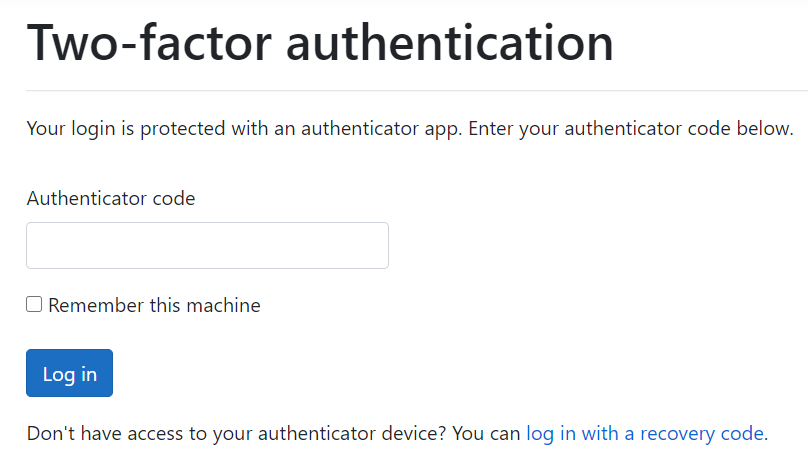 Two-factor authentication
Your login is protected with an authenticator app. Enter your authenticator code below.
Authenticator code
Remember this machine
Log in
Don't have access to your authenticator device? You can log in with a recovery code.